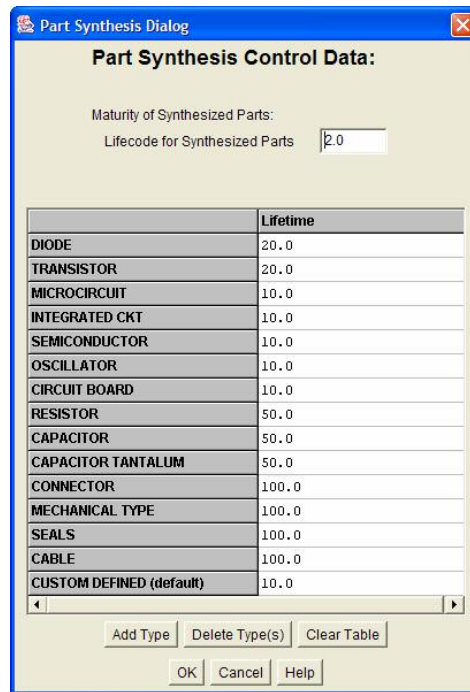 Part Synthesis Dialog
Part Synthesis Control Data:
Maturity of Synthesized Parts:
Lifecode for Synthesized Parts 2.0
Lifetime
DIODE 20.0
TRANSISTOR 20.0
MICROCIRCUIT 10.0
INTEGRATED CKT 10.0
SEMICONDUCTOR 10.0
OSCILLATOR 10.0
CIRCUIT BOARD 10.0
RESISTOR 50.0
CAPACITOR 50.0
CAPACITOR TANTALUM 50.0
CONNECTOR 100.0
MECHANICAL TYPE 100.0
SEALS 100.0
CABLE 100.0
CUSTOM DEFINED (default) 10.0
Add Type Delete Type(s) Clear Table
OK Cancel Help